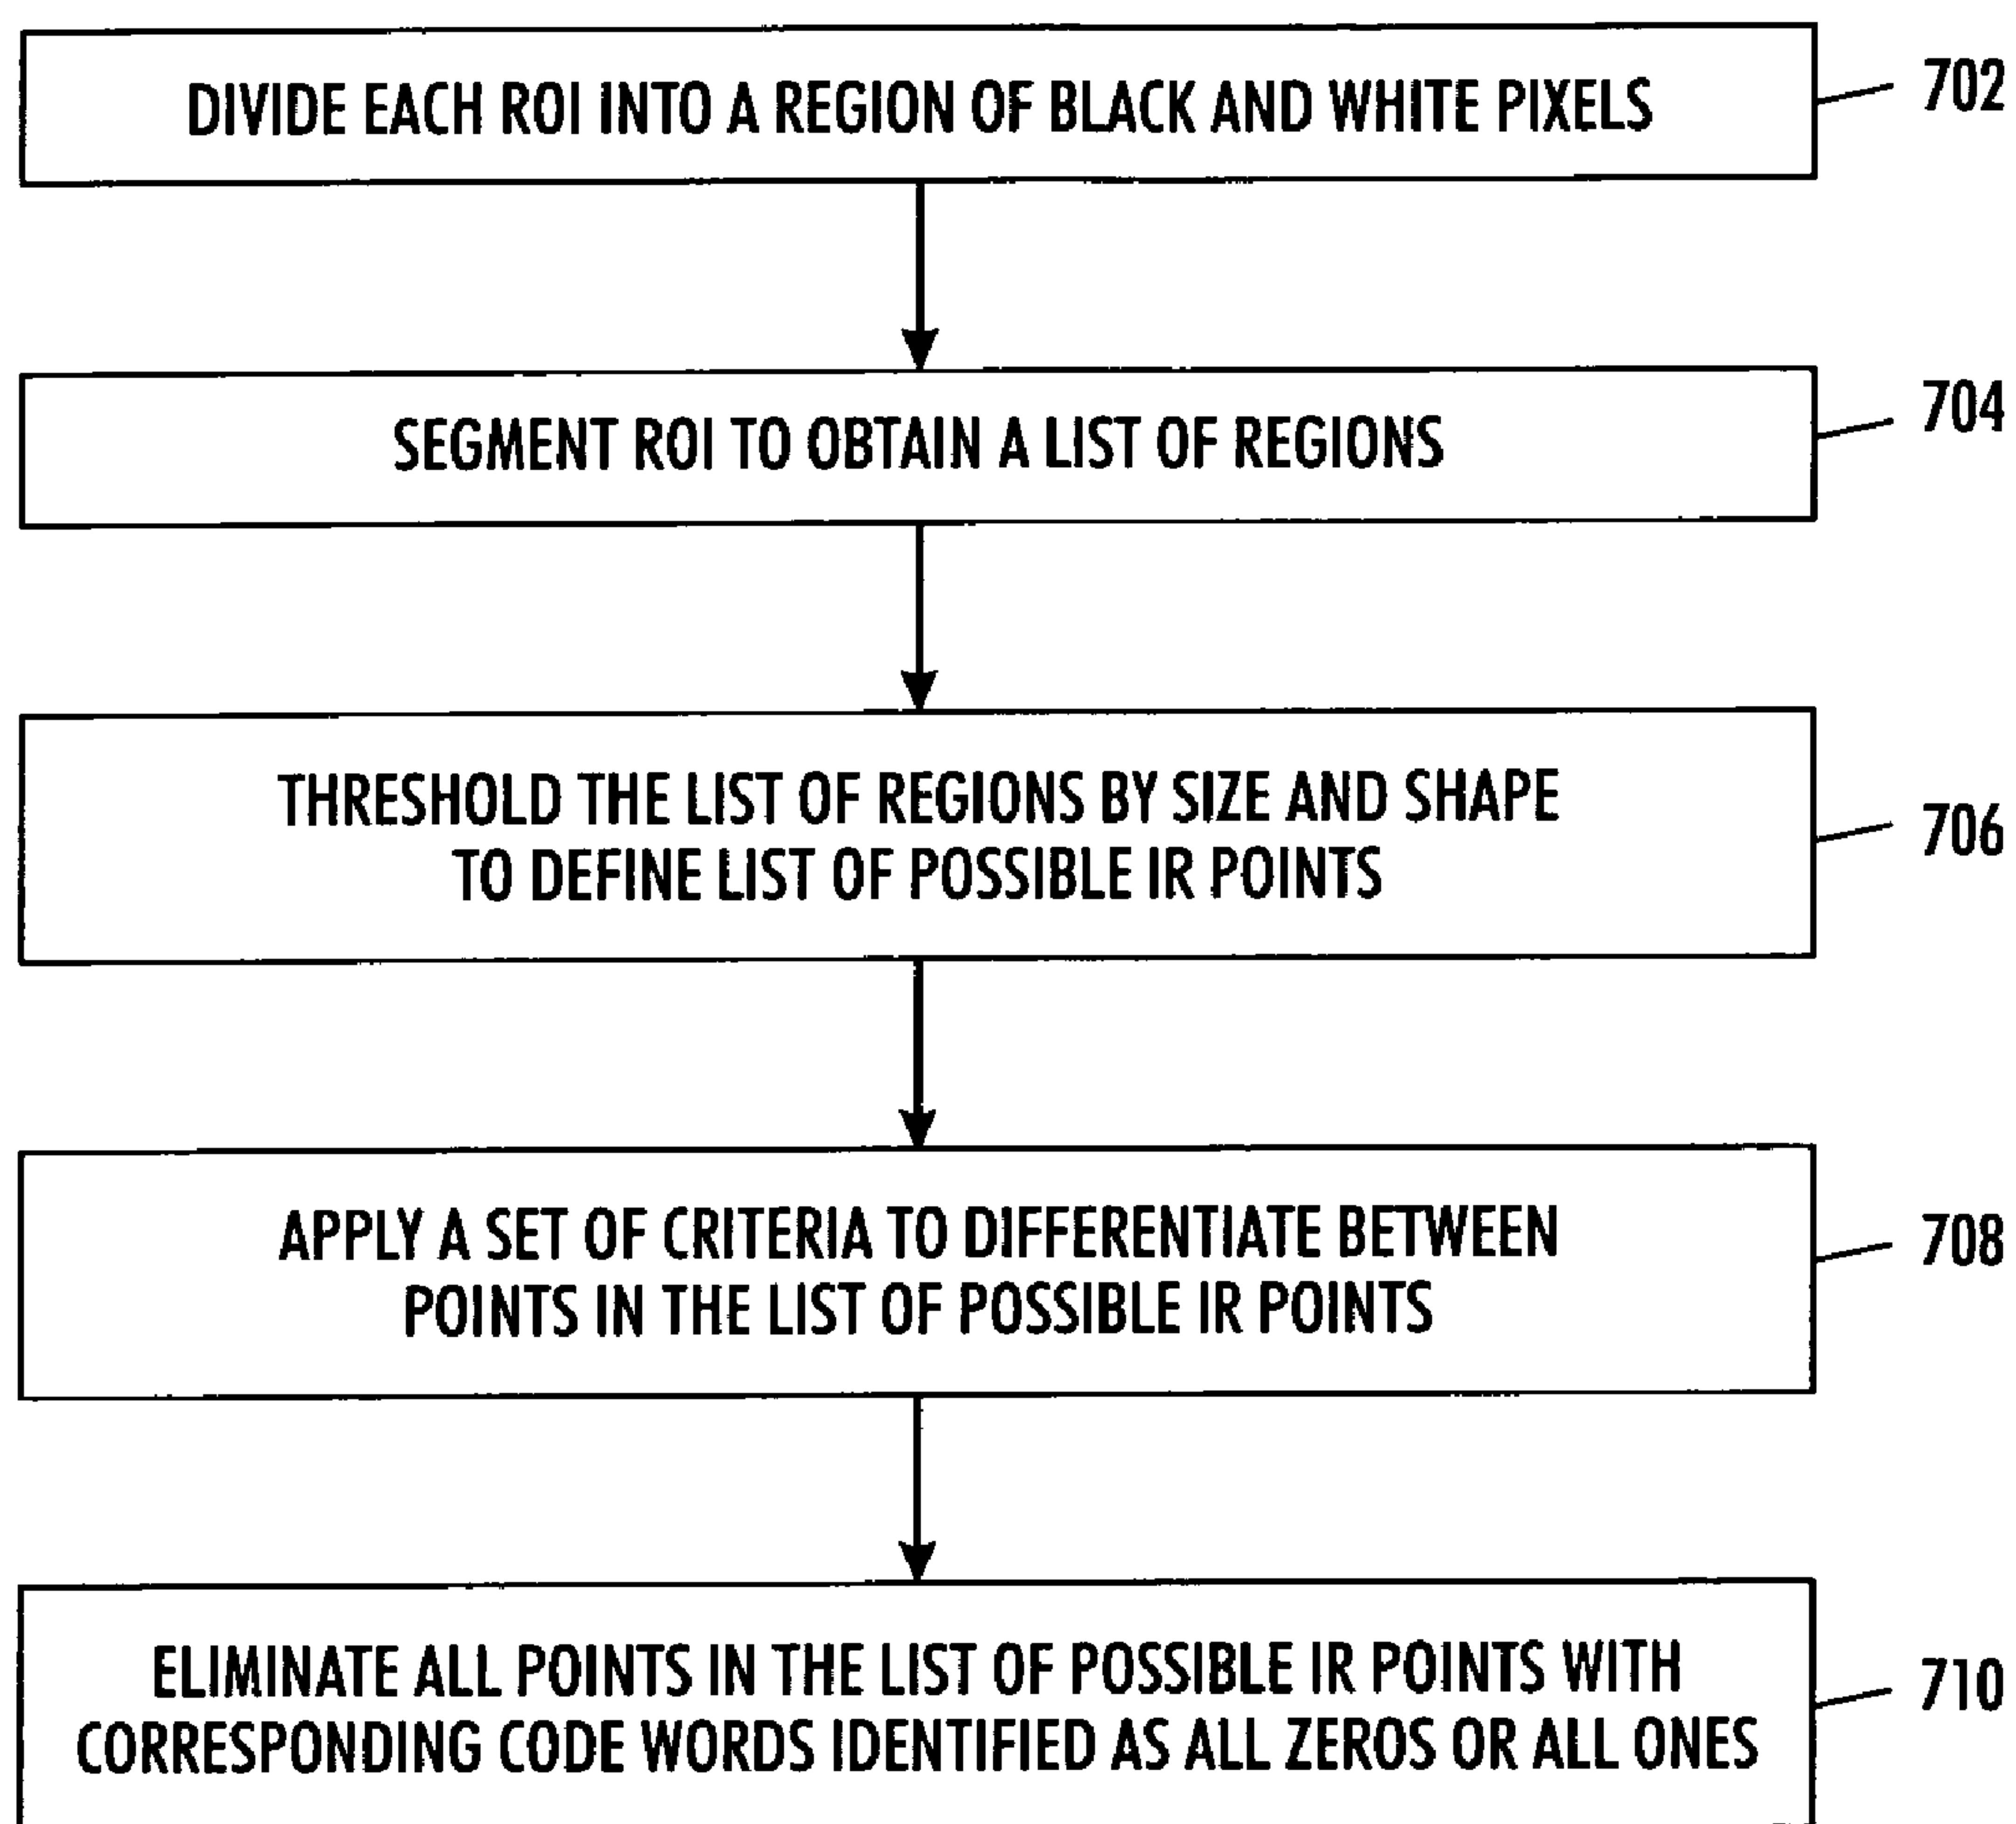 DIVIDE EACH ROI INTO A REGION OF BLACK AND WHITE PIXELS
702
SEGMENT ROI TO OBTAIN A LIST OF REGIONS
704
THRESHOLD THE LIST OF REGIONS BY SIZE AND SHAPE
TO DEFINE LIST OF POSSIBLE IR POINTS
706
APPLY A SET OF CRITERIA TO DIFFERENTIATE BETWEEN
POINTS IN THE LIST OF POSSIBLE IR POINTS
708
ELIMINATE ALL POINTS IN THE LIST OF POSSIBLE IR POINTS WITH
CORRESPONDING CODE WORDS IDENTIFIED AS ALL ZEROS OR ALL ONES
710